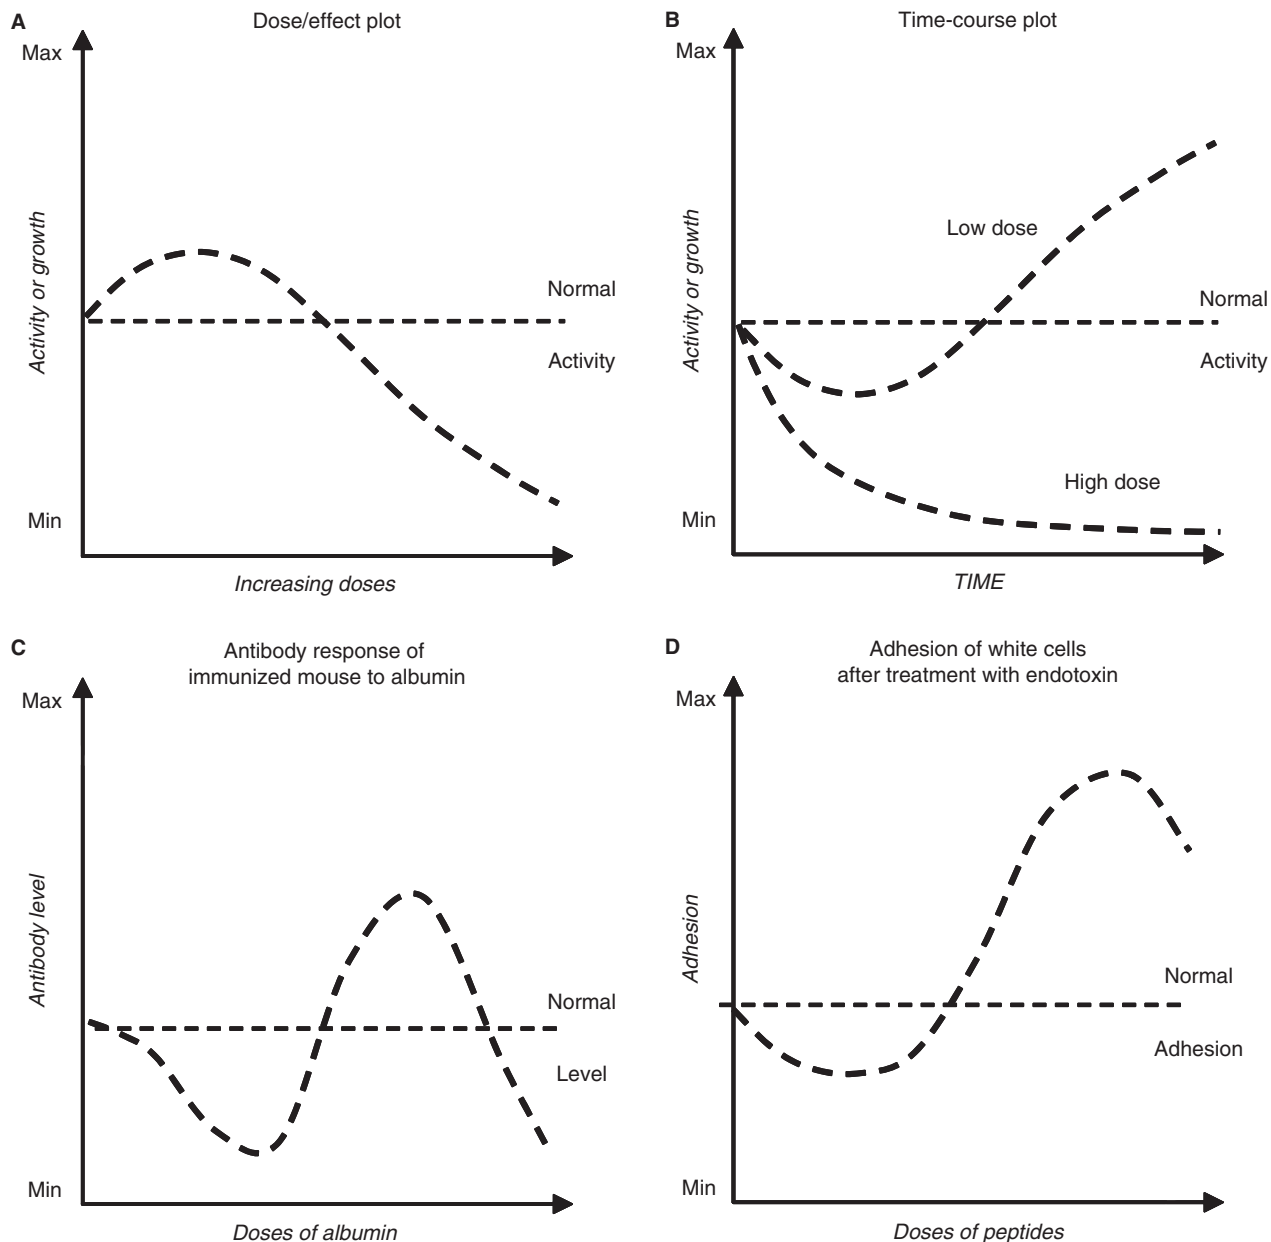 A
Dose/effect plot
Max
Activity or growth
Normal
Activity
Min
Increasing doses
B
Time-course plot
Max
Activity or growth
Low dose
Normal
Activity
High dose
Min
TIME
C
Antibody response of
immunized mouse to albumin
Max
Antibody level
Normal
Level
Min
Doses of albumin
D
Adhesion of white cells
after treatment with endotoxin
Max
Adhesion
Normal
Adhesion
Min
Doses of peptides